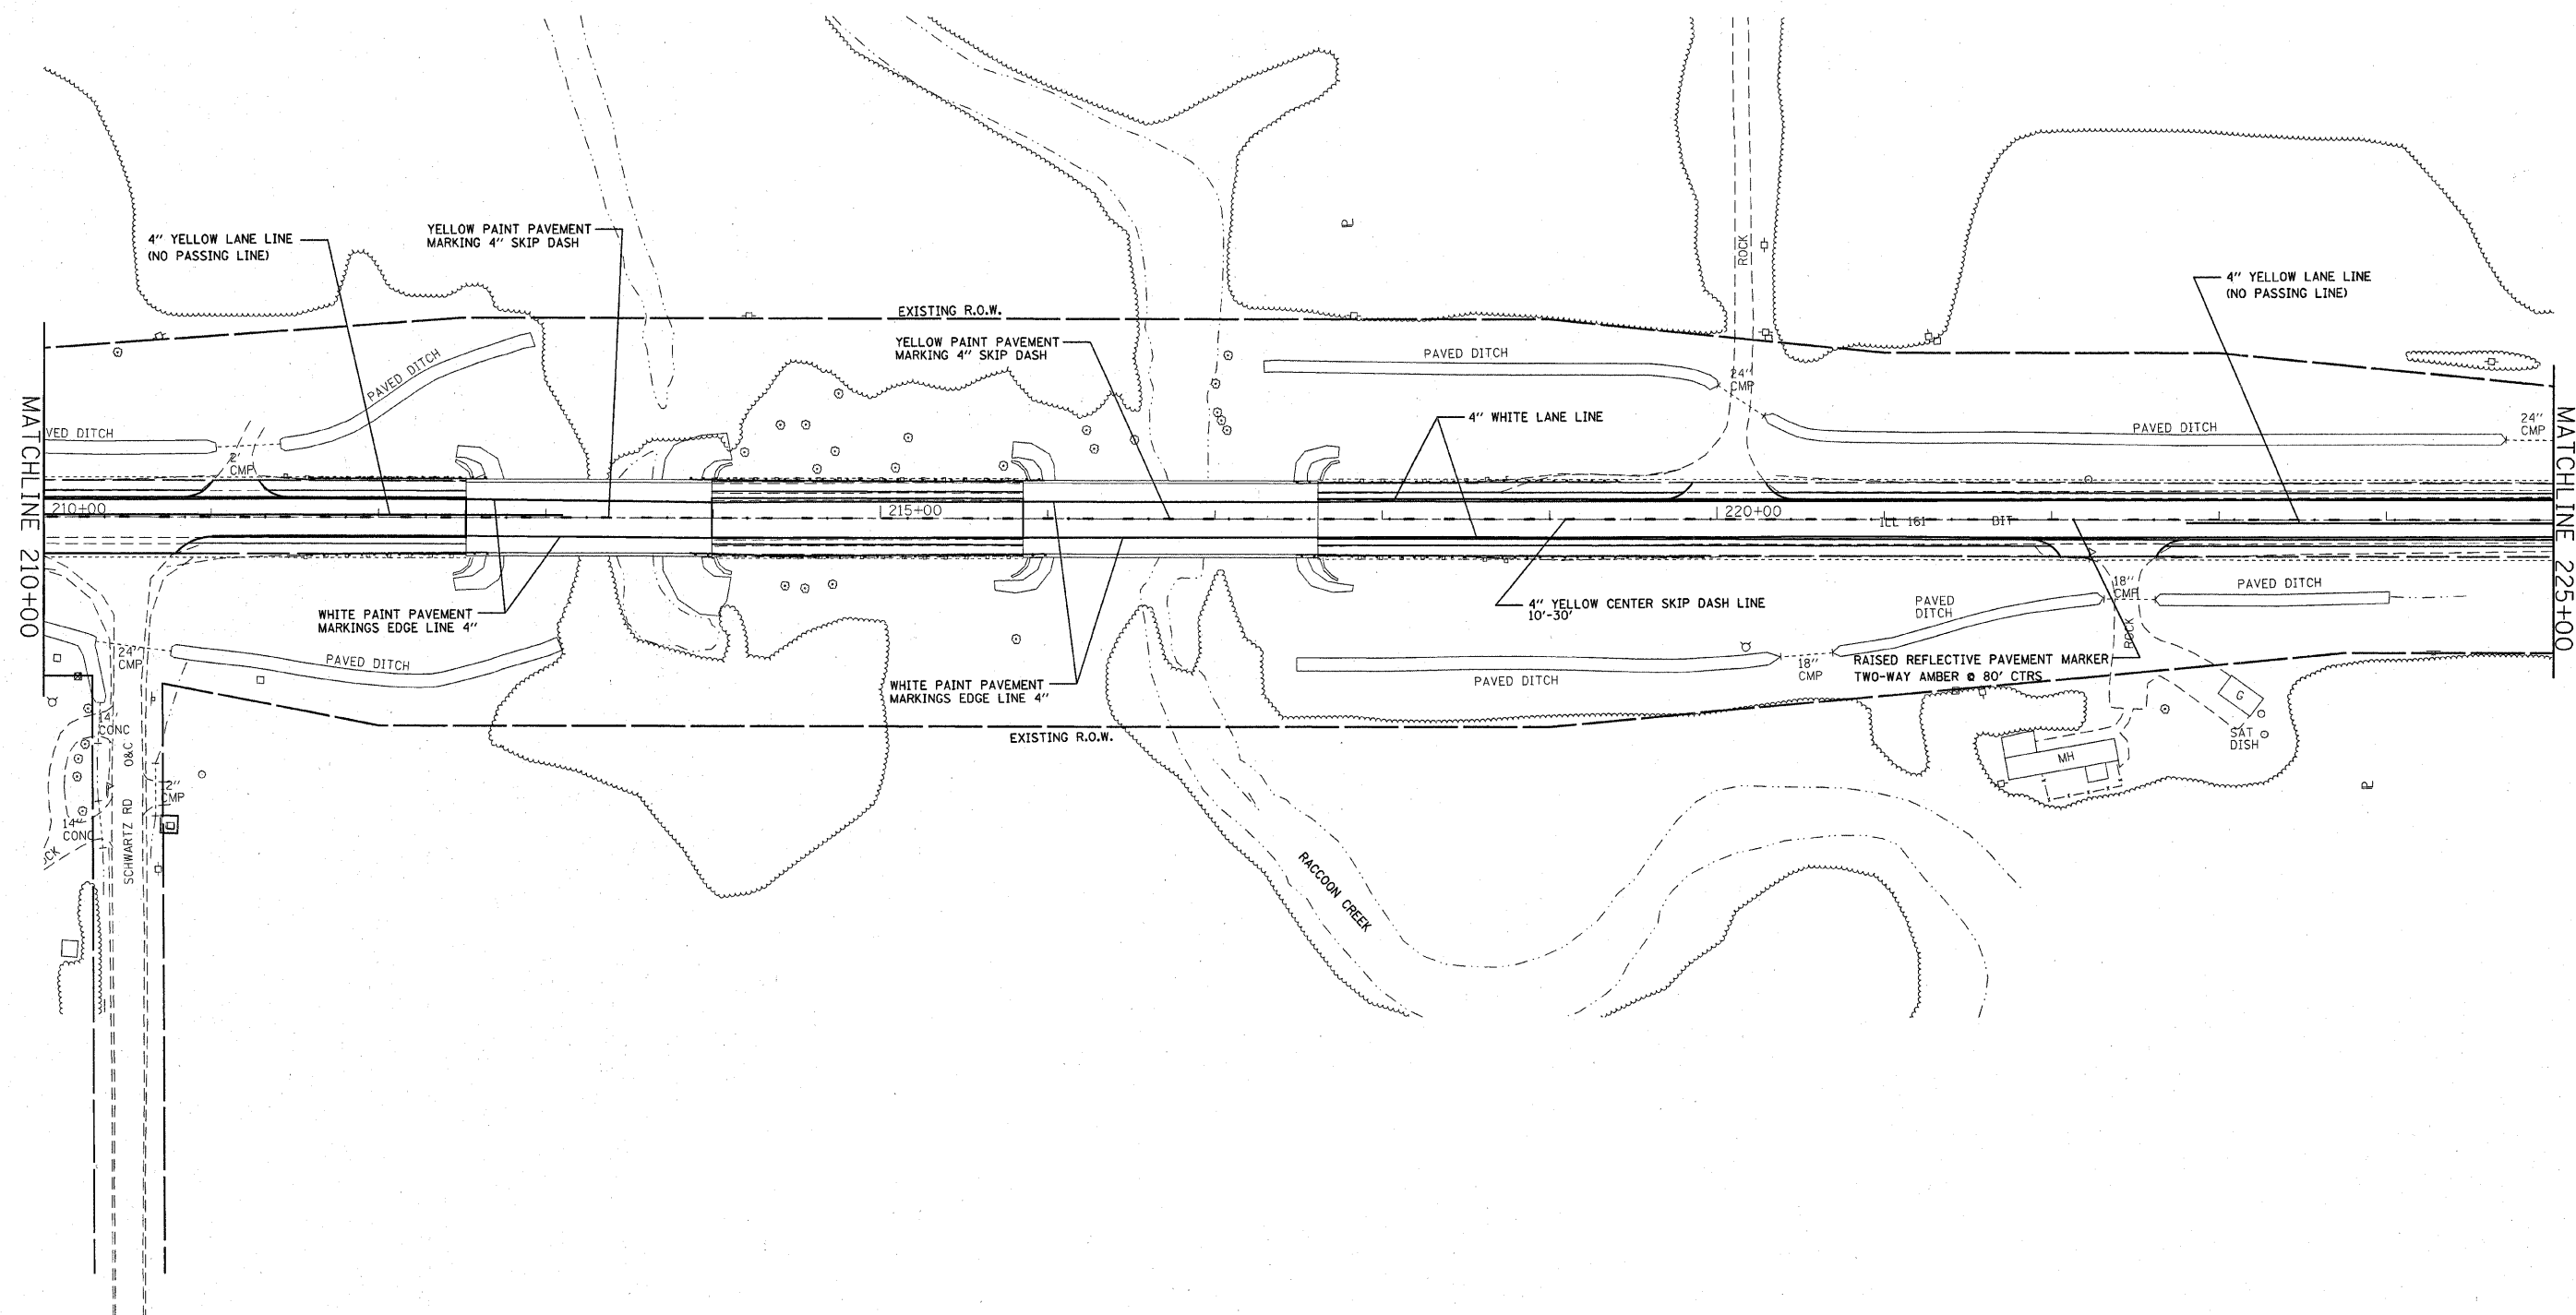 4" YELLOW LANE LINE
(NO PASSING LINE)
YELLOW PAINT PAVEMENT
MARKING 4" SKIP DASH
EXISTING R.O.W.
YELLOW PAINT PAVEMENT
MARKING 4" SKIP DASH
ROCK
4" YELLOW LANE LINE
(NO PASSING LINE)
PAVED DITCH
PAVED DITCH
24"
CMP
4" WHITE LANE LINE
VED DITCH
PAVED DITCH
24"
CMP
2'
CMP
MATCHLINE 210+00
210+00
215+00
220+00
ILL 161
BIT
MATCHLINE 225+00
WHITE PAINT PAVEMENT
MARKINGS EDGE LINE 4"
4" YELLOW CENTER SKIP DASH LINE
10'-30'
PAVED
DITCH
18"
CMP
PAVED DITCH
ROCK
24"
CMP
PAVED DITCH
WHITE PAINT PAVEMENT
MARKINGS EDGE LINE 4"
PAVED DITCH
18"
CMP
RAISED REFLECTIVE PAVEMENT MARKER
TWO-WAY AMBER @ 80' CTRS
G
SAT
DISH
MH
14"
CONC
EXISTING R.O.W.
2"
CMP
14"
CONC
OCK
SCHWARTZ RD O&C
RACCOON CREEK